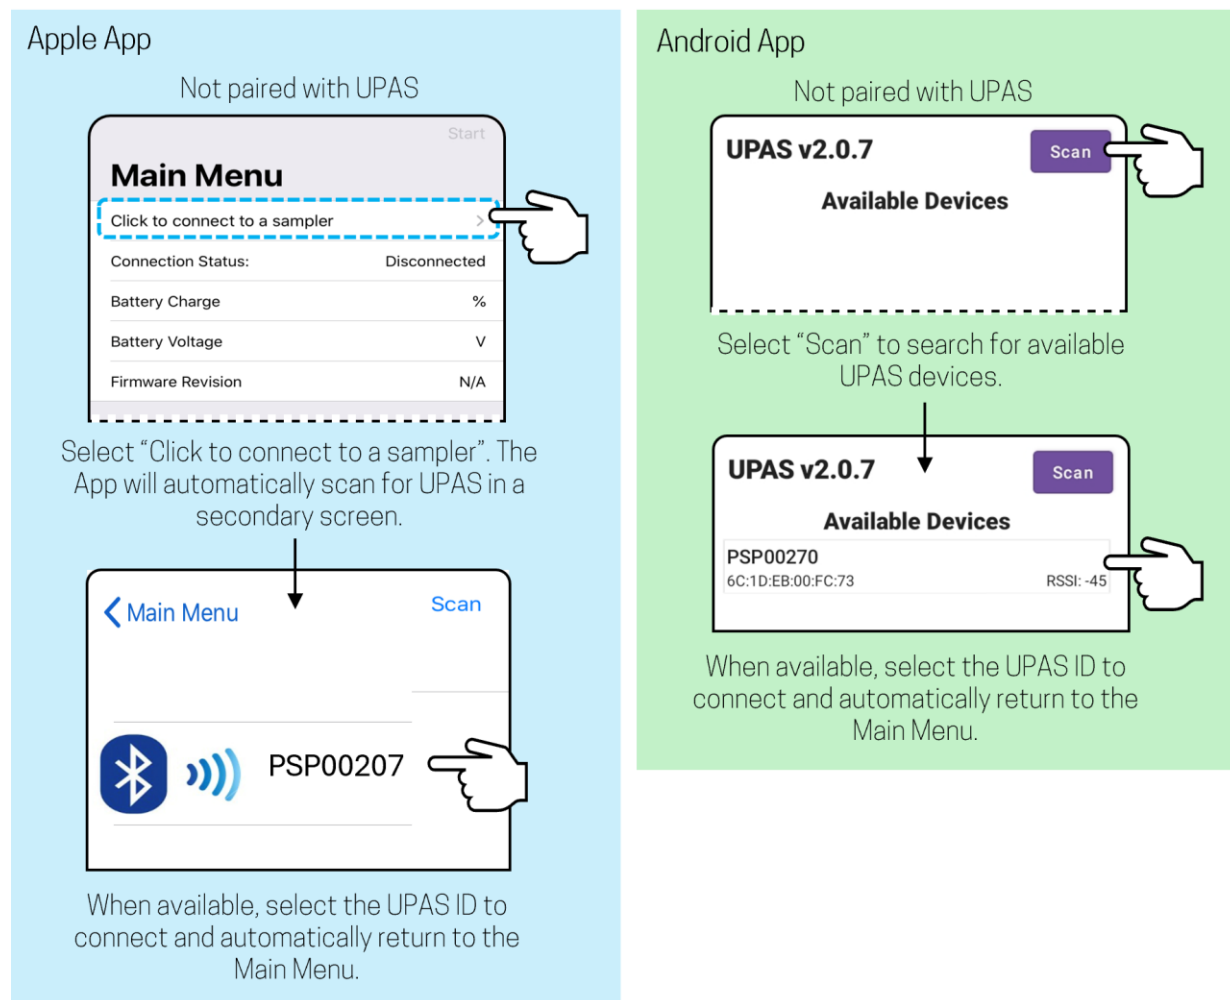 Apple App
Not paired with UPAS
Start
Main Menu
Click to connect to a sampler >
Connection Status: Disconnected
Battery Charge %
Battery Voltage V
Firmware Revision N/A
Select “Click to connect to a sampler”. The
App will automatically scan for UPAS in a
secondary screen.
Main Menu Scan
PSP00207
When available, select the UPAS ID to
connect and automatically return to the
Main Menu.
Android App
Not paired with UPAS
UPAS v2.0.7 Scan
Available Devices
Select “Scan” to search for available
UPAS devices.
UPAS v2.0.7 Scan
Available Devices
PSP00270
6C:1D:EB:00:FC:73 RSSI: -45
When available, select the UPAS ID to
connect and automatically return to the
Main Menu.